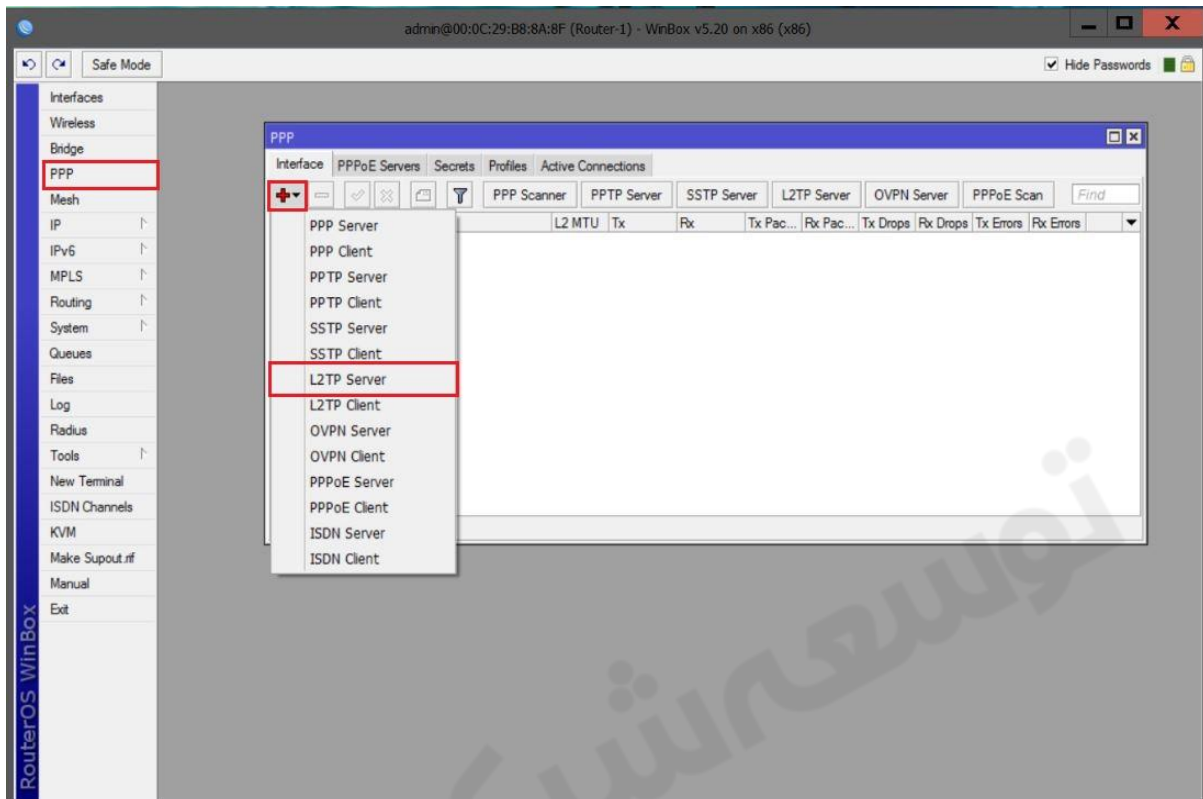 admin@00:0C:29:B8:8A:8F (Router-1) - WinBox v5.20 on x86 (x86)
Safe Mode
Hide Passwords
Interfaces
Wireless
Bridge
PPP
Mesh
IP
IPv6
MPLS
Routing
System
Queues
Files
Log
Radius
Tools
New Terminal
ISDN Channels
KVM
Make Supout.rif
Manual
Exit
RouterOS WinBox
PPP
Interface PPPoE Servers Secrets Profiles Active Connections
PPP Scanner PPTP Server SSTP Server L2TP Server OVPN Server PPPoE Scan Find
L2 MTU Tx Rx Tx Pac... Rx Pac... Tx Drops Rx Drops Tx Errors Rx Errors
PPP Server
PPP Client
PPTP Server
PPTP Client
SSTP Server
SSTP Client
L2TP Server
L2TP Client
OVPN Server
OVPN Client
PPPoE Server
PPPoE Client
ISDN Server
ISDN Client